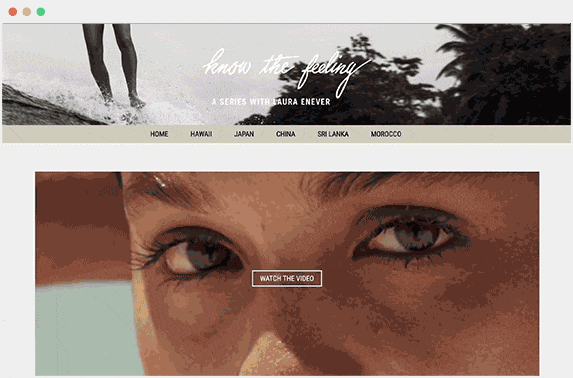 know the feeling
A SERIES WITH LAURA ENEVER
HOME HAWAII JAPAN CHINA SRI LANKA MOROCCO
WATCH THE VIDEO